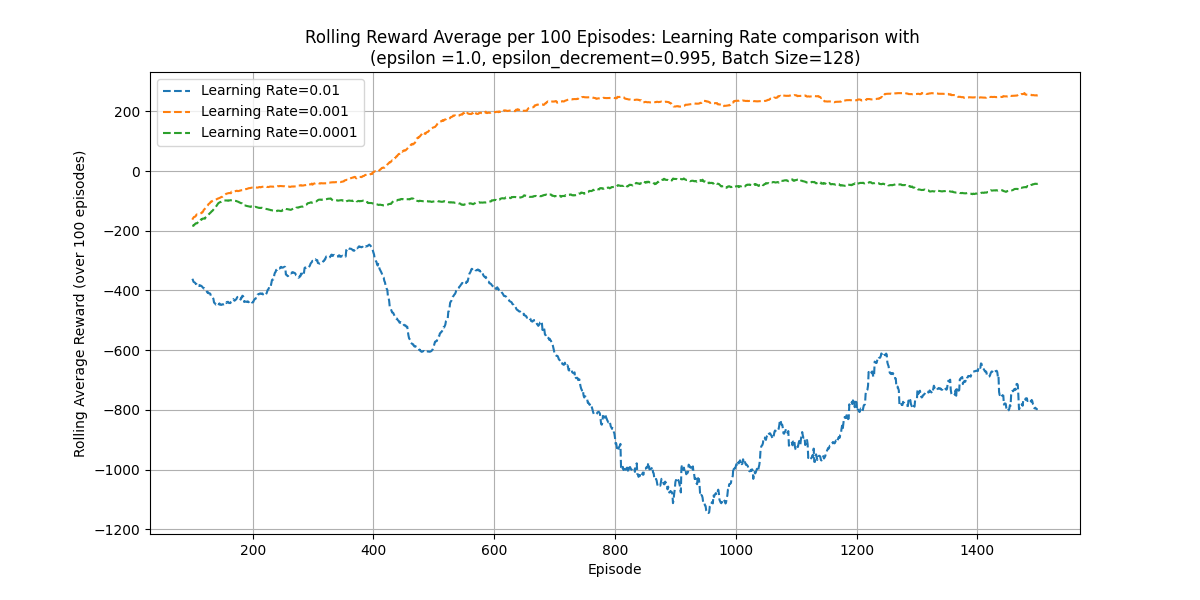 Rolling Reward Average per 100 Episodes: Learning Rate comparison with
(epsilon =1.0, epsilon_decrement=0.995, Batch Size=128)
Learning Rate=0.01
Learning Rate=0.001
Learning Rate=0.0001
Rolling Average Reward (over 100 episodes)
200
0
−200
−400
−600
−800
−1000
−1200
200 400 600 800 1000 1200 1400
Episode